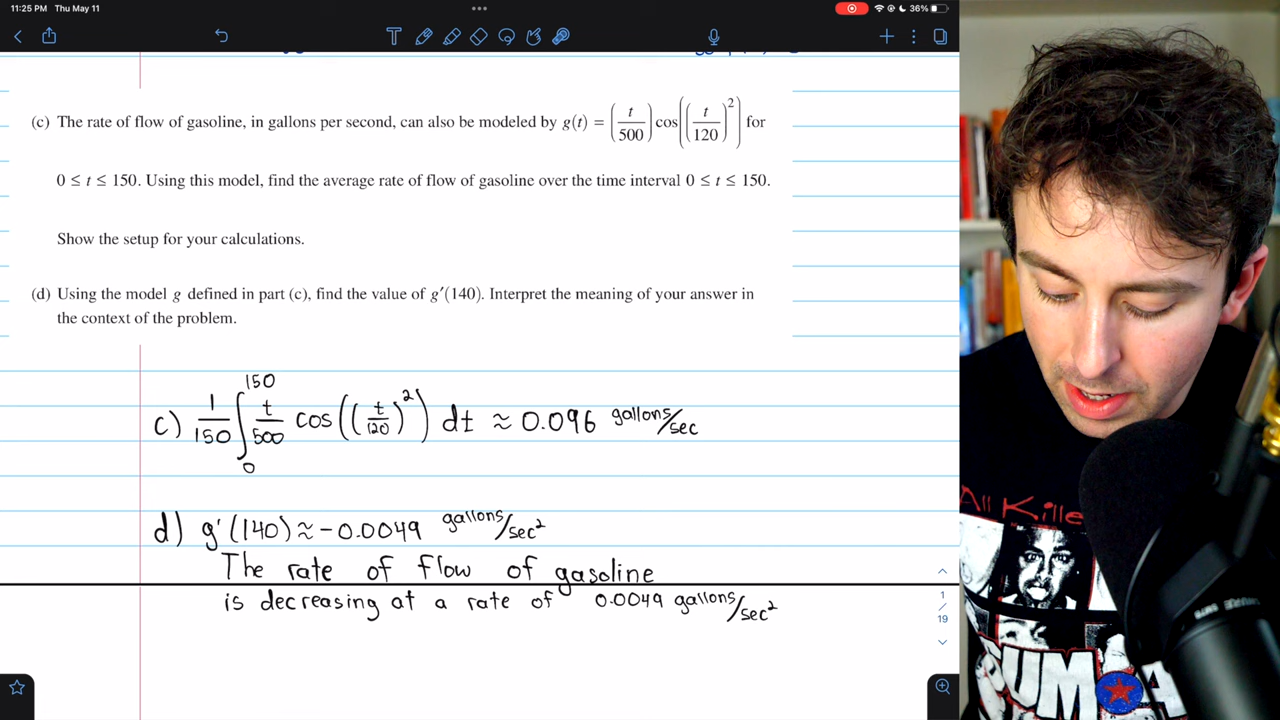 11:25 PM Thu May 11
36%
(c) The rate of flow of gasoline, in gallons per second, can also be modeled by g(t) = (t/500) cos((t/120)²) for
0 ≤ t ≤ 150. Using this model, find the average rate of flow of gasoline over the time interval 0 ≤ t ≤ 150.
Show the setup for your calculations.
(d) Using the model g defined in part (c), find the value of g′(140). Interpret the meaning of your answer in
the context of the problem.
c) 1/150 ∫₀¹⁵⁰ t/500 cos((t/120)²) dt ≈ 0.096 gallons/sec
d) g'(140) ≈ -0.0049 gallons/sec²
The rate of flow of gasoline
is decreasing at a rate of 0.0049 gallons/sec²
1
/
19
All Kille
SUM